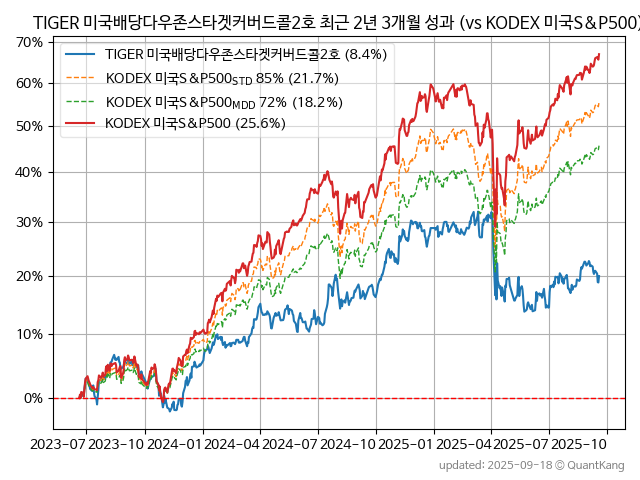 TIGER 미국배당다우존스타겟커버드콜2호 최근 2년 3개월 성과 (vs KODEX 미국S&P500)
TIGER 미국배당다우존스타겟커버드콜2호 (8.4%)
KODEX 미국S&P500STD 85% (21.7%)
KODEX 미국S&P500MDD 72% (18.2%)
KODEX 미국S&P500 (25.6%)
70%
60%
50%
40%
30%
20%
10%
0%
2023-07 2023-10 2024-01 2024-04 2024-07 2024-10 2025-01 2025-04 2025-07 2025-10
updated: 2025-09-18 © QuantKang